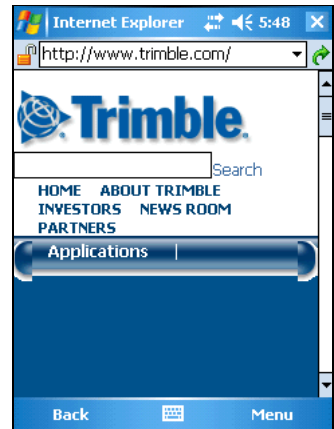 Internet Explorer 5:48
http://www.trimble.com/
Trimble.
Search
HOME ABOUT TRIMBLE
INVESTORS NEWS ROOM
PARTNERS
Applications |
Back Menu